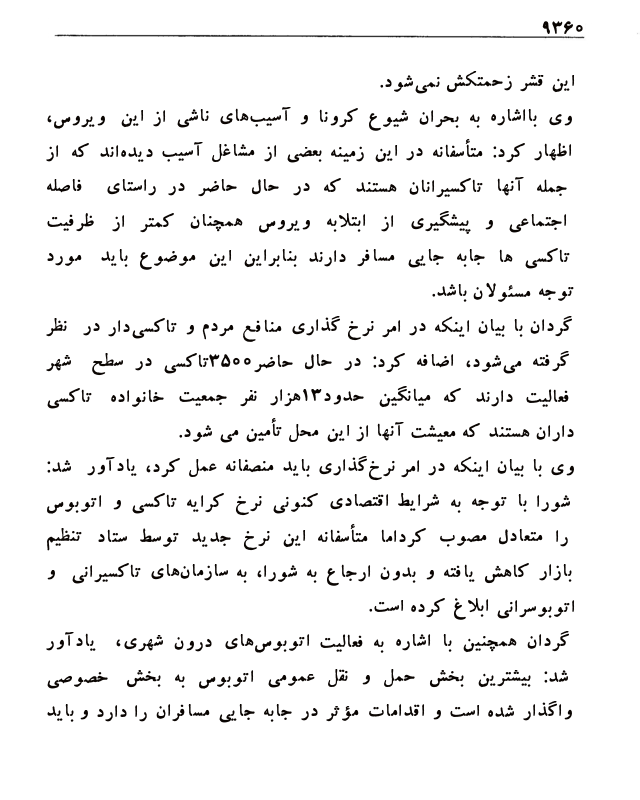 ۹۳۶۰
این قشر زحمتکش نمی‌شود.
وی بااشاره به بحران شیوع کرونا و آسیب‌های ناشی از این ویروس،
اظهار کرد: متأسفانه در این زمینه بعضی از مشاغل آسیب دیده‌اند که از
جمله آنها تاکسیرانان هستند که در حال حاضر در راستای فاصله
اجتماعی و پیشگیری از ابتلابه ویروس همچنان کمتر از ظرفیت
تاکسی ها جابه جایی مسافر دارند بنابراین این موضوع باید مورد
توجه مسئولان باشد.
گردان با بیان اینکه در امر نرخ گذاری منافع مردم و تاکسی‌دار در نظر
گرفته می‌شود، اضافه کرد: در حال حاضر۳۵۰۰تاکسی در سطح شهر
فعالیت دارند که میانگین حدود۱۳هزار نفر جمعیت خانواده تاکسی
داران هستند که معیشت آنها از این محل تأمین می شود.
وی با بیان اینکه در امر نرخ‌گذاری باید منصفانه عمل کرد، یادآور شد:
شورا با توجه به شرایط اقتصادی کنونی نرخ کرایه تاکسی و اتوبوس
را متعادل مصوب کرداما متأسفانه این نرخ جدید توسط ستاد تنظیم
بازار کاهش یافته و بدون ارجاع به شورا، به سازمان‌های تاکسیرانی و
اتوبوسرانی ابلاغ کرده است.
گردان همچنین با اشاره به فعالیت اتوبوس‌های درون شهری، یادآور
شد: بیشترین بخش حمل و نقل عمومی اتوبوس به بخش خصوصی
واگذار شده است و اقدامات مؤثر در جابه جایی مسافران را دارد و باید